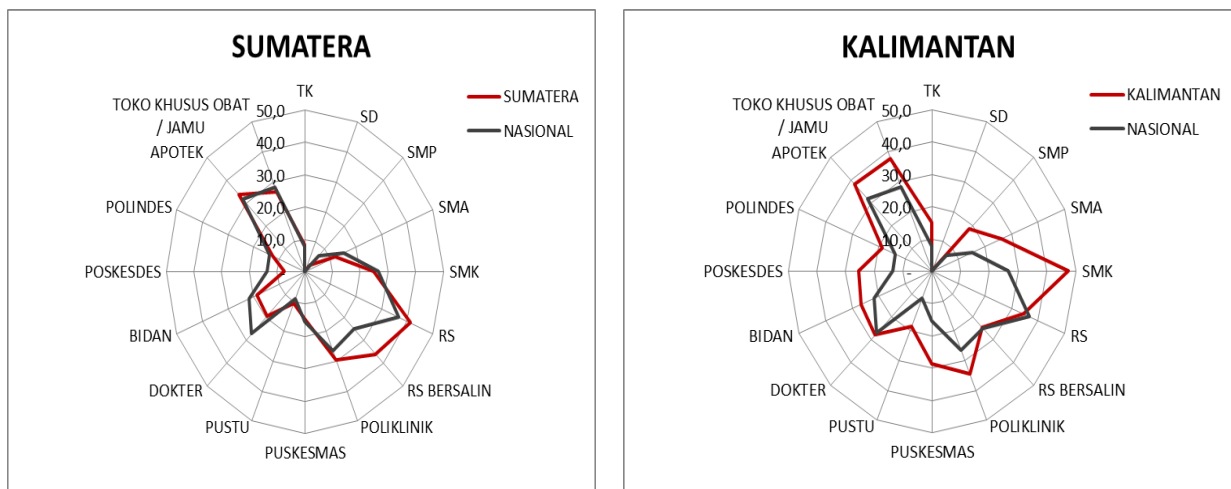 SUMATERA
TK
SD
SMP
SMA
SMK
RS
RS BERSALIN
POLIKLINIK
PUSKESMAS
PUSTU
DOKTER
BIDAN
POSKESDES
POLINDES
APOTEK
TOKO KHUSUS OBAT
/ JAMU
50,0
40,0
30,0
20,0
10,0
-
SUMATERA
NASIONAL
KALIMANTAN
TK
SD
SMP
SMA
SMK
RS
RS BERSALIN
POLIKLINIK
PUSKESMAS
PUSTU
DOKTER
BIDAN
POSKESDES
POLINDES
APOTEK
TOKO KHUSUS OBAT
/ JAMU
50,0
40,0
30,0
20,0
10,0
-
KALIMANTAN
NASIONAL